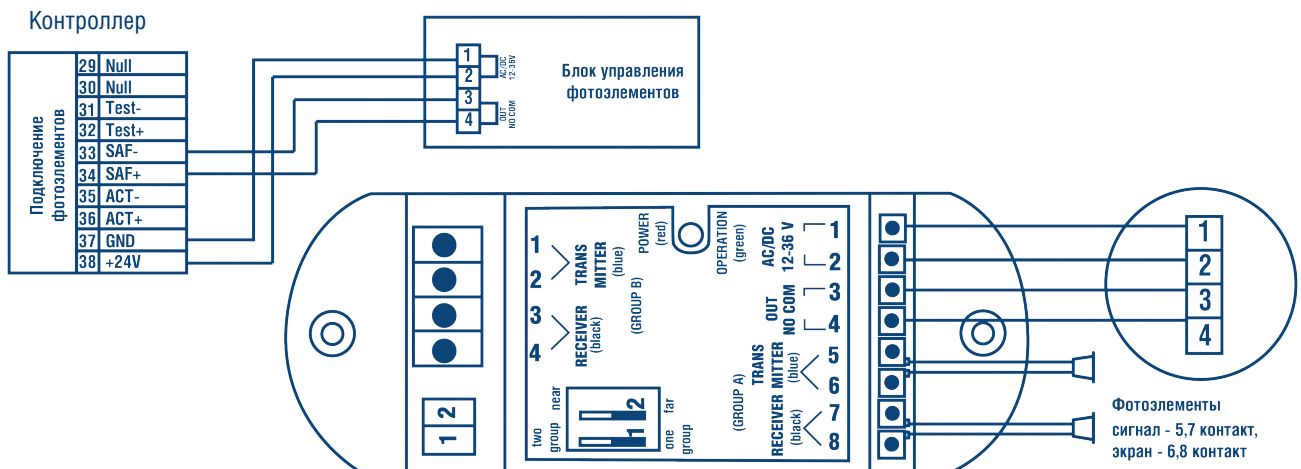 Контроллер
Подключение
фотоэлементов
29 Null
30 Null
31 Test-
32 Test+
33 SAF-
34 SAF+
35 ACT-
36 ACT+
37 GND
38 +24V
1
2
3
4
AC/DC
12-36V
OUT
NO COM
Блок управления
фотоэлементов
1
2
TRANS
MITTER
(blue)
3
4
RECEIVER
(black)
(GROUP B)
POWER
(red)
OPERATION
(green)
AC/DC
12-36 V
1
2
OUT
NO COM
3
4
(GROUP A)
TRANS
MITTER
(blue)
5
6
RECEIVER
(black)
7
8
two
group
near
2
1
far
one
group
1 2
1
2
3
4
Фотоэлементы
сигнал - 5,7 контакт,
экран - 6,8 контакт